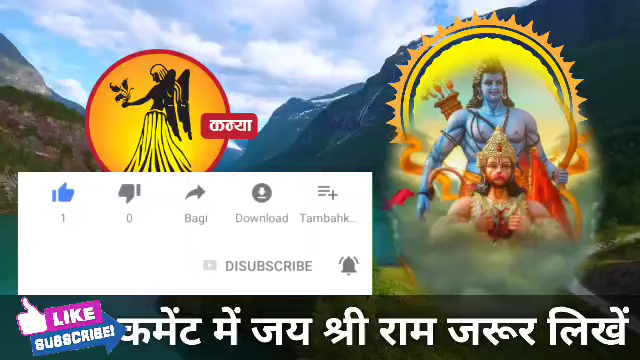 कन्या
1 0 Bagi Download Tambahk...
DISUBSCRIBE
LIKE
SUBSCRIBE!
कमेंट में जय श्री राम जरूर लिखें